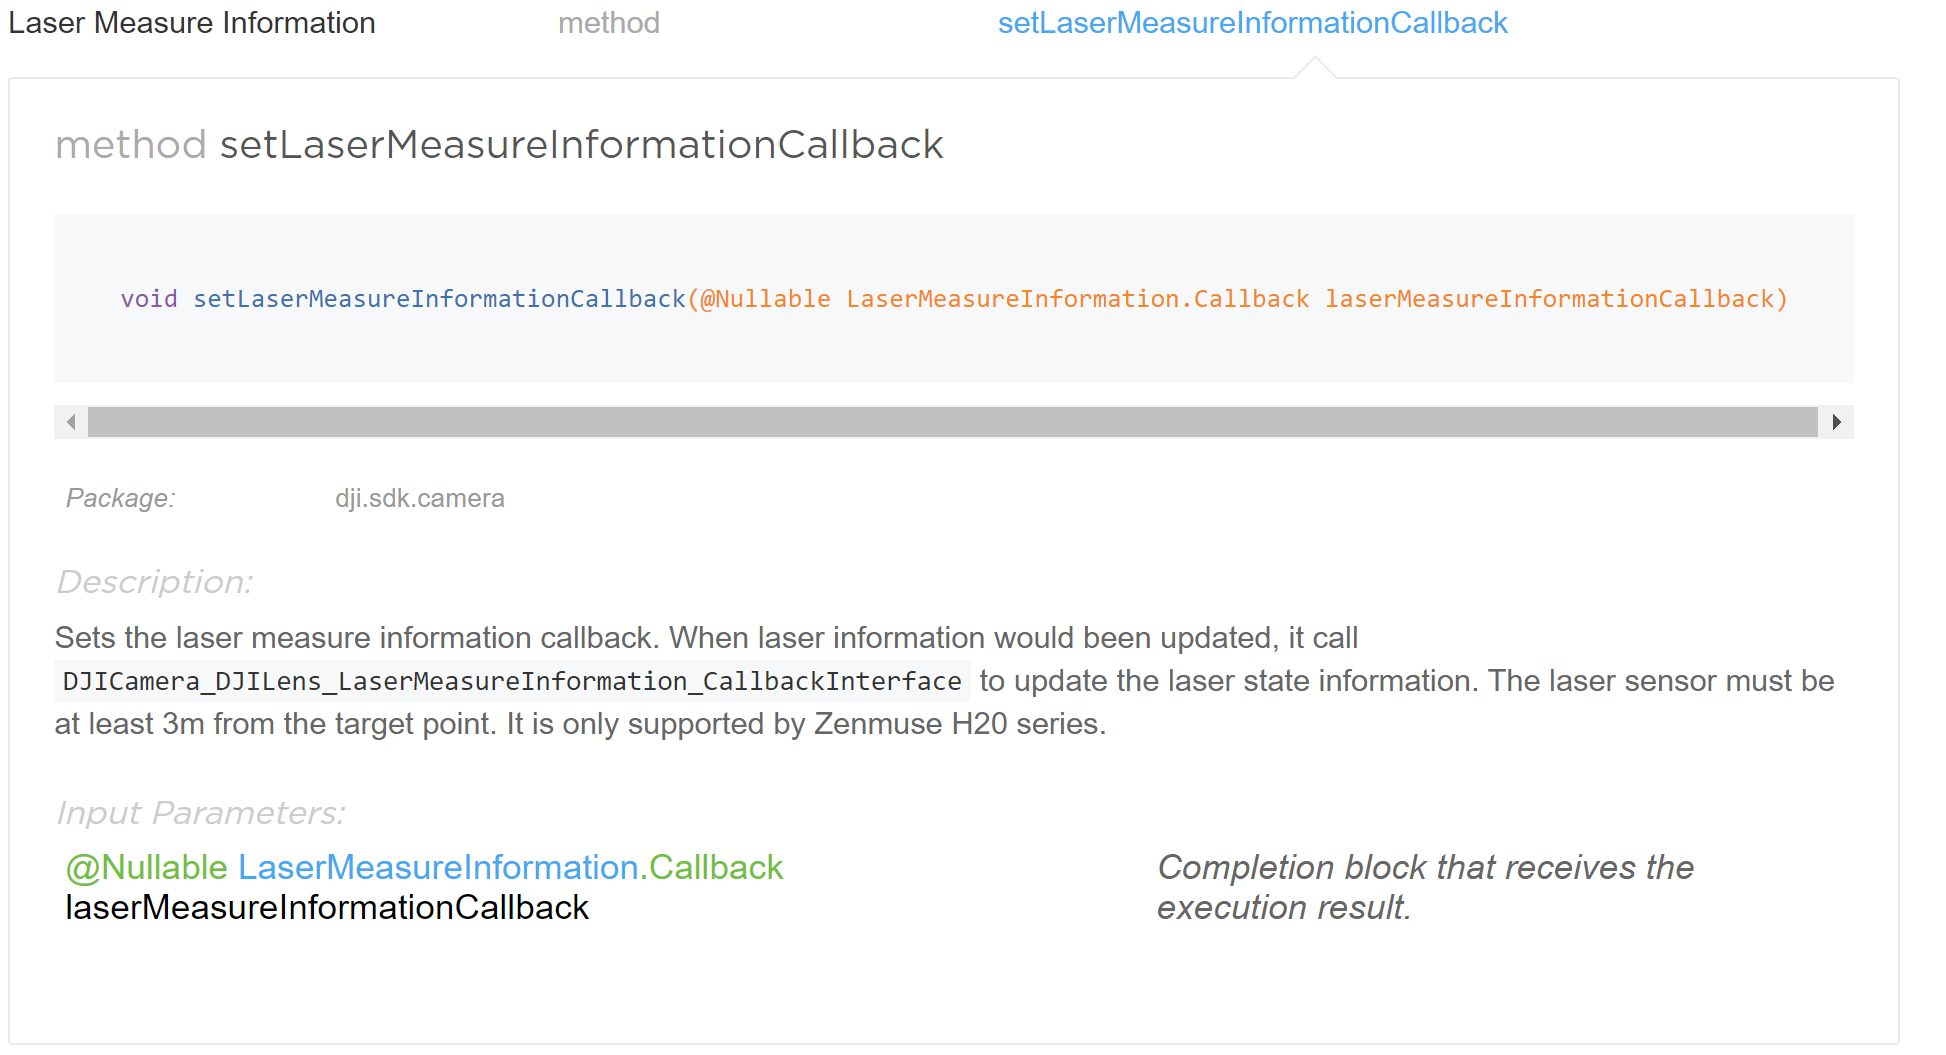 Laser Measure Information method setLaserMeasureInformationCallback
method setLaserMeasureInformationCallback
void setLaserMeasureInformationCallback(@Nullable LaserMeasureInformation.Callback laserMeasureInformationCallback)
Package: dji.sdk.camera
Description:
Sets the laser measure information callback. When laser information would been updated, it call
DJICamera_DJILens_LaserMeasureInformation_CallbackInterface to update the laser state information. The laser sensor must be
at least 3m from the target point. It is only supported by Zenmuse H20 series.
Input Parameters:
@Nullable LaserMeasureInformation.Callback
laserMeasureInformationCallback
Completion block that receives the
execution result.